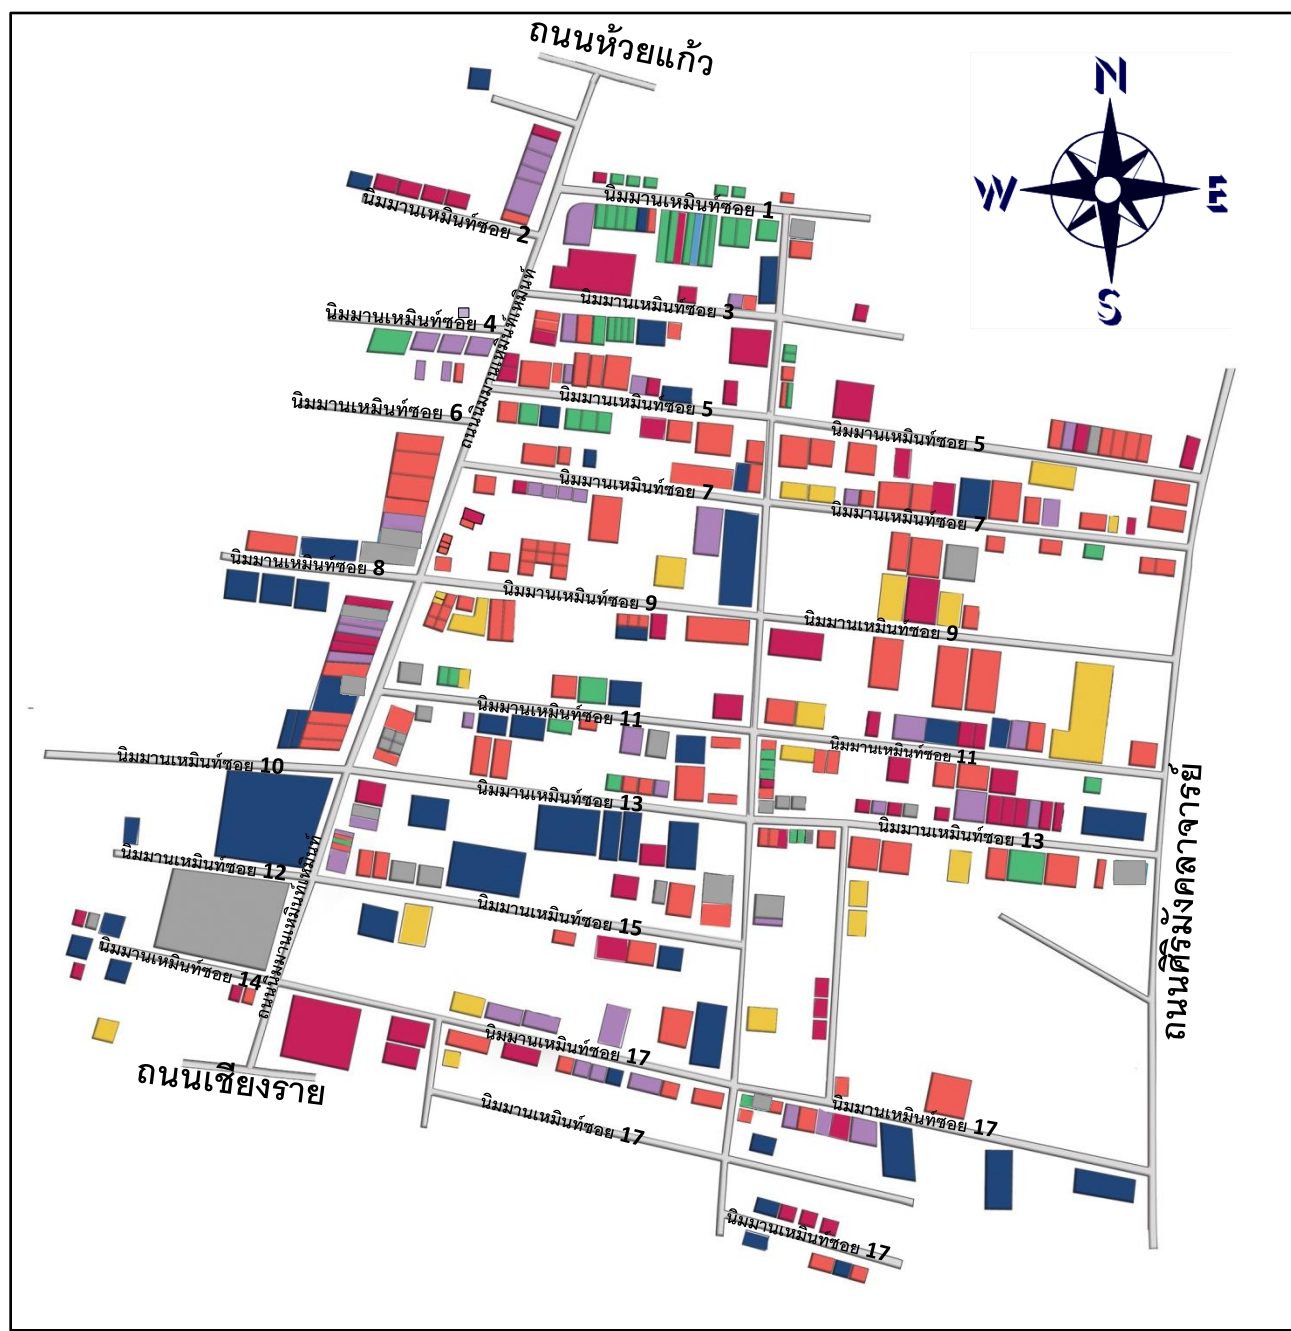 ถนนห้วยแก้ว
N
W
E
S
นิมมานเหมินท์ซอย 1
นิมมานเหมินท์ซอย 2
นิมมานเหมินท์ซอย 3
นิมมานเหมินท์ซอย 4
ถนนนิมมานเหมินท์เหมินท์
นิมมานเหมินท์ซอย 5
นิมมานเหมินท์ซอย 6
นิมมานเหมินท์ซอย 5
นิมมานเหมินท์ซอย 7
นิมมานเหมินท์ซอย 7
นิมมานเหมินท์ซอย 8
นิมมานเหมินท์ซอย 9
นิมมานเหมินท์ซอย 9
นิมมานเหมินท์ซอย 11
นิมมานเหมินท์ซอย 11
นิมมานเหมินท์ซอย 10
นิมมานเหมินท์ซอย 13
นิมมานเหมินท์ซอย 13
ถนนศิริมังคลาจารย์
นิมมานเหมินท์ซอย 12
ถนนนิมมานเหมินท์เหมินท์
นิมมานเหมินท์ซอย 15
นิมมานเหมินท์ซอย 14
นิมมานเหมินท์ซอย 17
ถนนเชียงราย
นิมมานเหมินท์ซอย 17
นิมมานเหมินท์ซอย 17
นิมมานเหมินท์ซอย 17